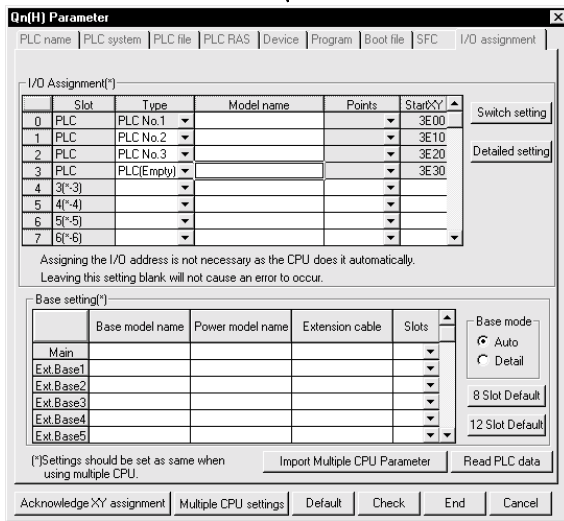 Qn(H) Parameter
PLC name PLC system PLC file PLC RAS Device Program Boot file SFC I/O assignment
I/O Assignment(*)
Slot Type Model name Points StartXY
0 PLC PLC No.1 3E00
1 PLC PLC No.2 3E10
2 PLC PLC No.3 3E20
3 PLC PLC(Empty) 3E30
4 3(*-3)
5 4(*-4)
6 5(*-5)
7 6(*-6)
Switch setting
Detailed setting
Assigning the I/O address is not necessary as the CPU does it automatically.
Leaving this setting blank will not cause an error to occur.
Base setting(*)
Base model name Power model name Extension cable Slots
Main
Ext.Base1
Ext.Base2
Ext.Base3
Ext.Base4
Ext.Base5
Base mode
Auto
Detail
8 Slot Default
12 Slot Default
(*)Settings should be set as same when
using multiple CPU.
Import Multiple CPU Parameter Read PLC data
Acknowledge XY assignment Multiple CPU settings Default Check End Cancel